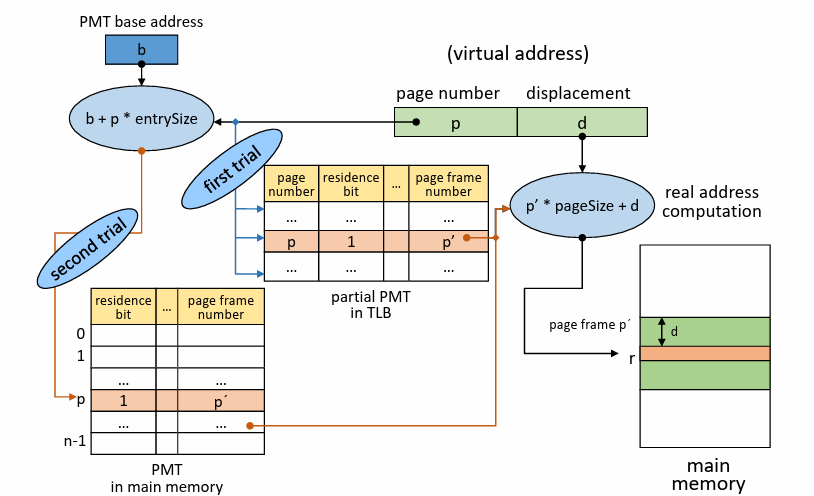 PMT base address
b
(virtual address)
page number
displacement
b + p * entrySize
p
d
first trial
page
number
residence
bit
...
page frame
number
...
...
p
1
p′
...
...
partial PMT
in TLB
p′ * pageSize + d
real address
computation
second trial
residence
bit
...
page frame
number
0
1
...
...
p
1
p´
...
...
n-1
PMT
in main memory
page frame p´
d
r
main
memory